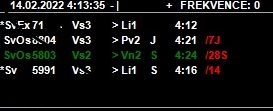 14.02.2022 4:13:35 - | + FREKVENCE: 0
*SvEx71 . Vs3 > Li1 4:12
SvOs8304 Vs3 > Pv2 J 4:21 /7J
SvOs5803 Vs2 > Vn2 S 4:24 /28S
*Sv 5991 Vs3 > Li1 S 4:16 /14